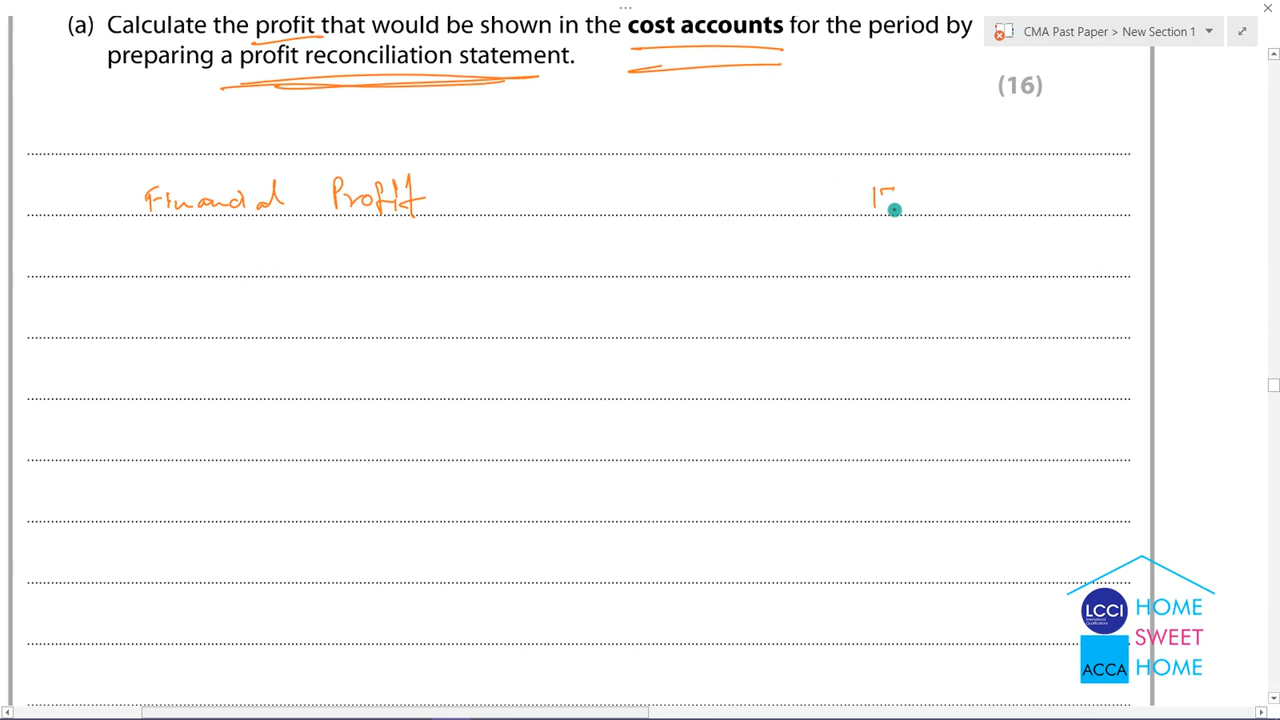 ...
(a) Calculate the profit that would be shown in the cost accounts for the period by
preparing a profit reconciliation statement.
CMA Past Paper > New Section 1
(16)
Financial Profit
LCCI
HOME
SWEET
ACCA
HOME